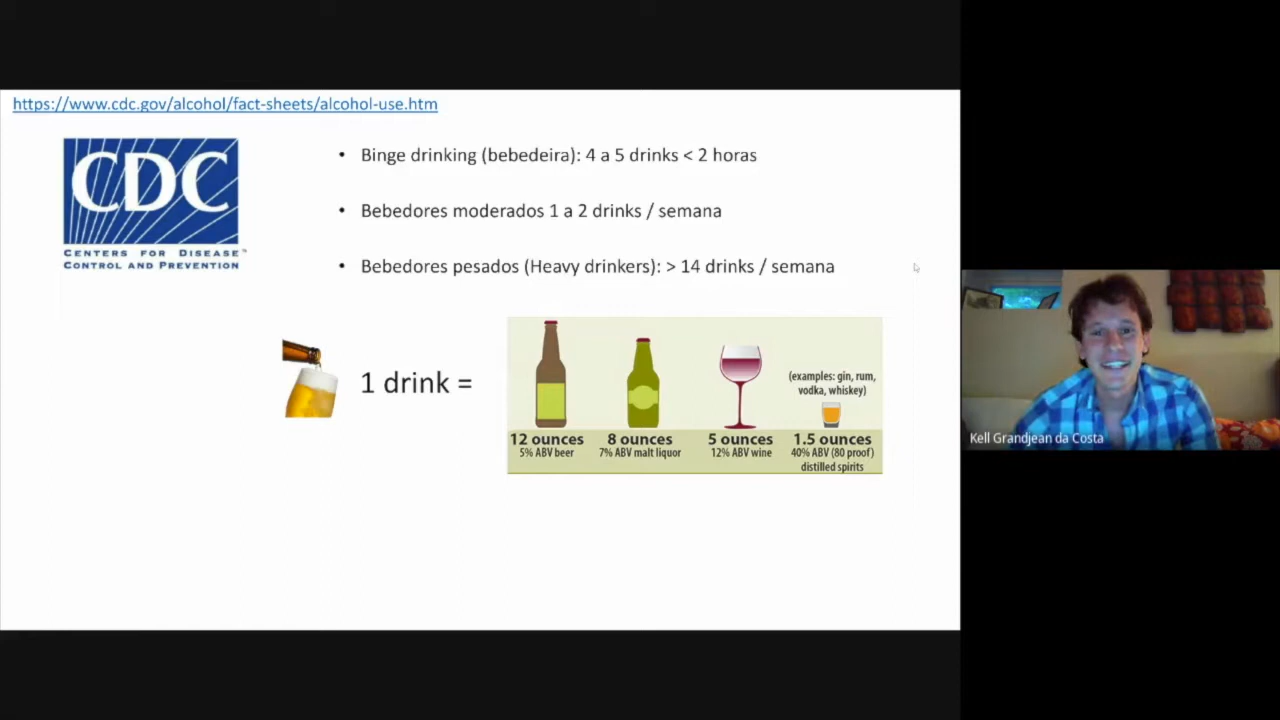 https://www.cdc.gov/alcohol/fact-sheets/alcohol-use.htm
CDC
CENTERS FOR DISEASE™
CONTROL AND PREVENTION
• Binge drinking (bebedeira): 4 a 5 drinks < 2 horas
• Bebedores moderados 1 a 2 drinks / semana
• Bebedores pesados (Heavy drinkers): > 14 drinks / semana
1 drink =
(examples: gin, rum,
vodka, whiskey)
12 ounces
5% ABV beer
8 ounces
7% ABV malt liquor
5 ounces
12% ABV wine
1.5 ounces
40% ABV (80 proof)
distilled spirits
Kell Grandjean da Costa